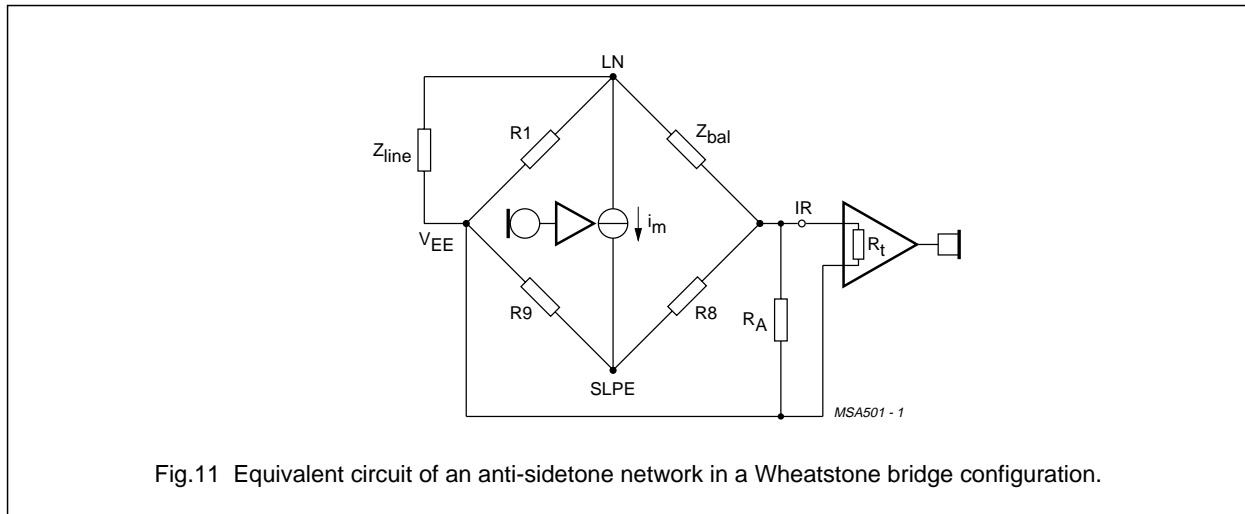 LN
R1
Zbal
Zline
IR
im
VEE
Rt
R9
R8
RA
SLPE
MSA501 - 1
Fig.11 Equivalent circuit of an anti-sidetone network in a Wheatstone bridge configuration.